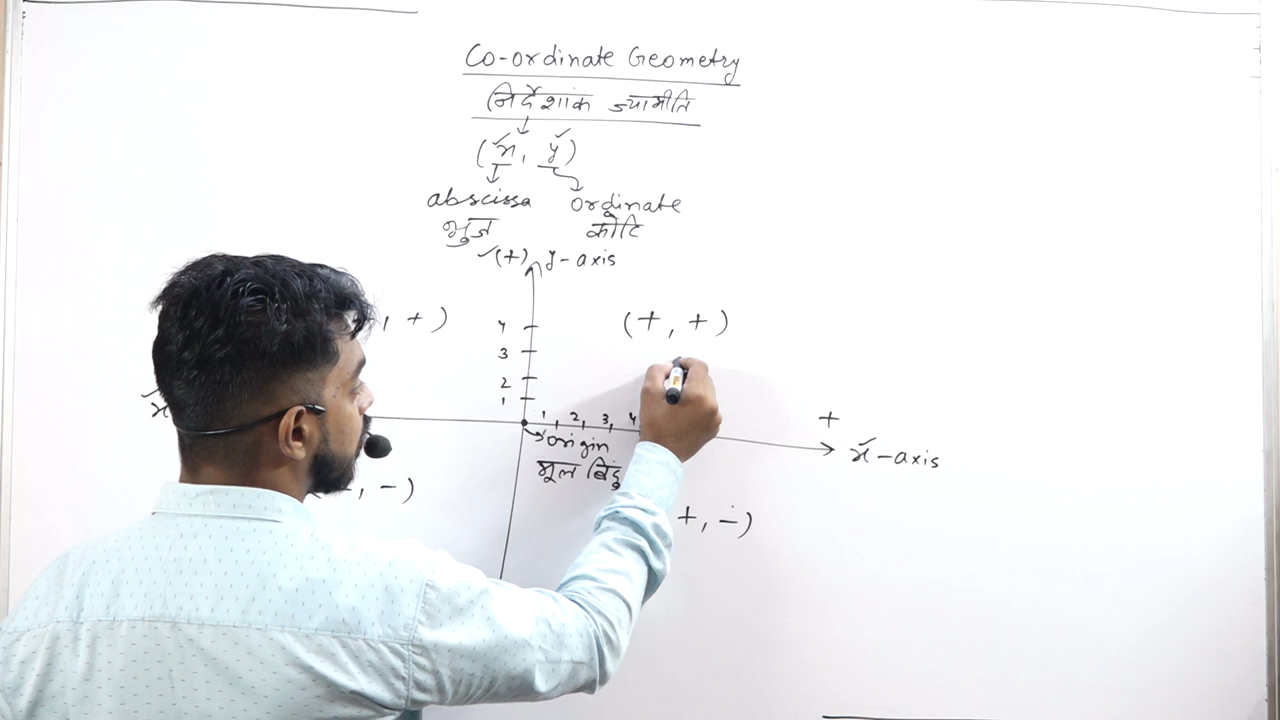 Co-ordinate Geometry
निर्देशांक ज्यामीति
(x, y)
abscissa ordinate
भुज कोटि
(+) y-axis
, +) 4 (+, +)
3
2
1
1 2 3 4 +
x origin x-axis
मूल बिंदु
, -) +, -)